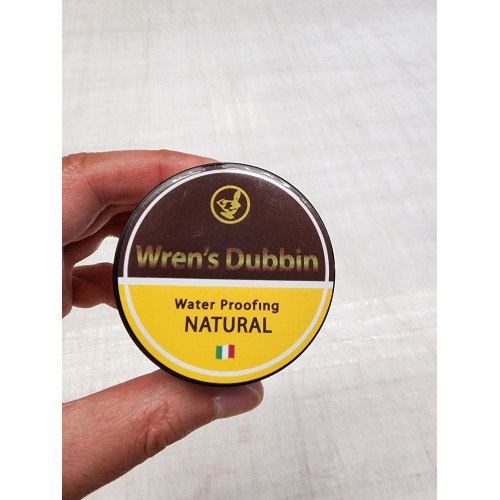 Wren's Dubbin
Water Proofing
NATURAL